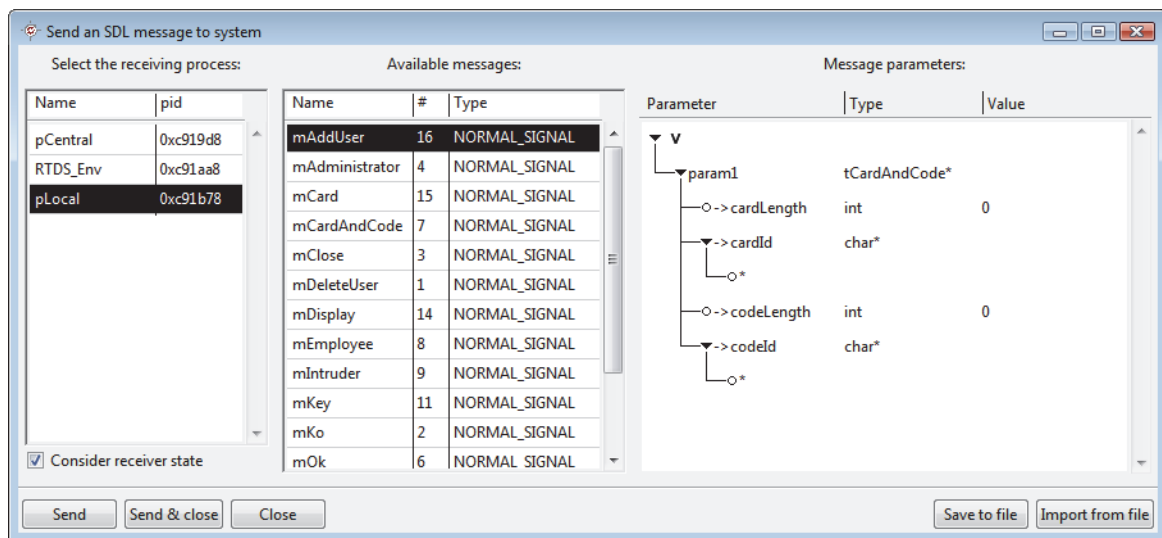 Send an SDL message to system
Select the receiving process:
Available messages:
Message parameters:
Name pid
pCentral 0xc919d8
RTDS_Env 0xc91aa8
pLocal 0xc91b78
Consider receiver state
Name # Type
mAddUser 16 NORMAL_SIGNAL
mAdministrator 4 NORMAL_SIGNAL
mCard 15 NORMAL_SIGNAL
mCardAndCode 7 NORMAL_SIGNAL
mClose 3 NORMAL_SIGNAL
mDeleteUser 1 NORMAL_SIGNAL
mDisplay 14 NORMAL_SIGNAL
mEmployee 8 NORMAL_SIGNAL
mIntruder 9 NORMAL_SIGNAL
mKey 11 NORMAL_SIGNAL
mKo 2 NORMAL_SIGNAL
mOk 6 NORMAL_SIGNAL
Parameter Type Value
V
param1 tCardAndCode*
->cardLength int 0
->cardId char*
*
->codeLength int 0
->codeId char*
*
Send Send & close Close Save to file Import from file